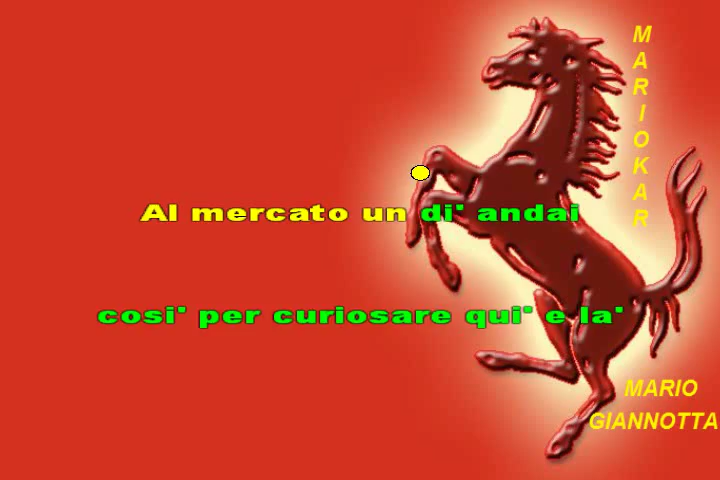 MARIOKAR
Al mercato un di' andai
cosi' per curiosare qui' e la'
MARIO
GIANNOTTA